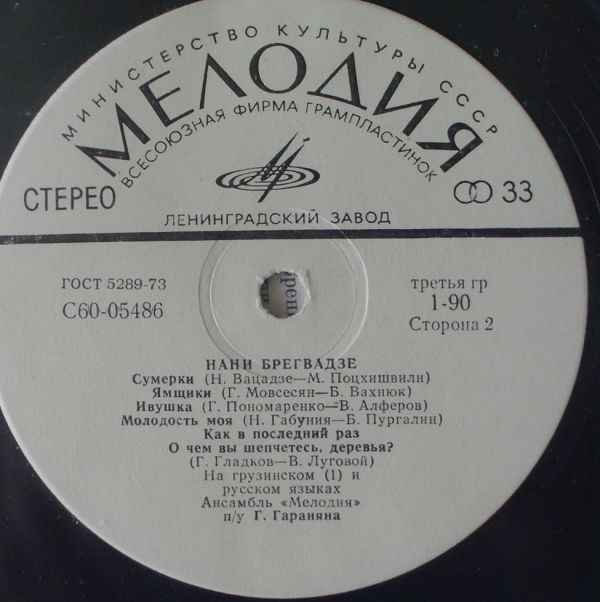 МИНИСТЕРСТВО КУЛЬТУРЫ СССР
МЕЛОДИЯ
ВСЕСОЮЗНАЯ ФИРМА ГРАМПЛАСТИНОК
СТЕРЕО
33
ЛЕНИНГРАДСКИЙ ЗАВОД
ГОСТ 5289-73
С60-05486
третья гр
1-90
Сторона 2
НАНИ БРЕГВАДЗЕ
Сумерки (Н. Вацадзе—М. Поцхишвили)
Ямщики (Г. Мовсесян—Б. Вахнюк)
Ивушка (Г. Пономаренко—В. Алферов)
Молодость моя (Н. Габуния—Б. Пургалин)
Как в последний раз
О чем вы шепчетесь, деревья?
(Г. Гладков—В. Луговой)
На грузинском (1) и
русском языках
Ансамбль «Мелодия»
п/у Г. Гараняна